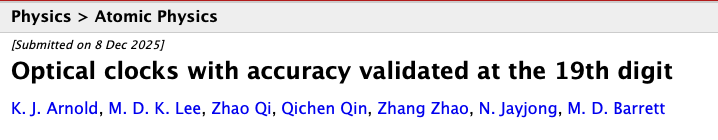 Physics > Atomic Physics
[Submitted on 8 Dec 2025]
Optical clocks with accuracy validated at the 19th digit
K. J. Arnold, M. D. K. Lee, Zhao Qi, Qichen Qin, Zhang Zhao, N. Jayjong, M. D. Barrett